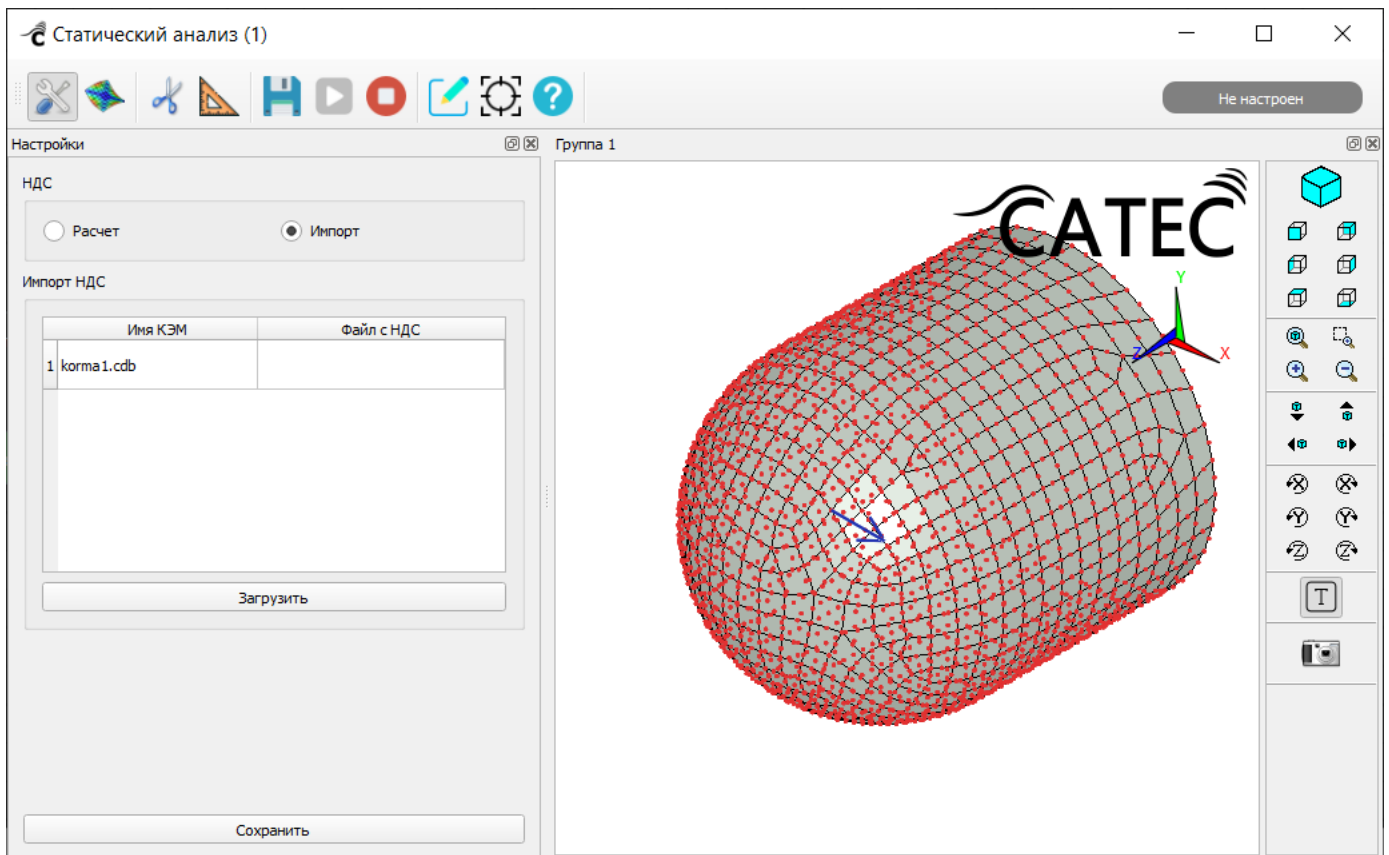 Статический анализ (1)
Не настроен
Настройки
Группа 1
НДС
Расчет
Импорт
Импорт НДС
Имя КЭМ
Файл с НДС
1 korma1.cdb
Загрузить
Сохранить
CATEC
Y
Z
X
X X
Y Y
Z Z
T